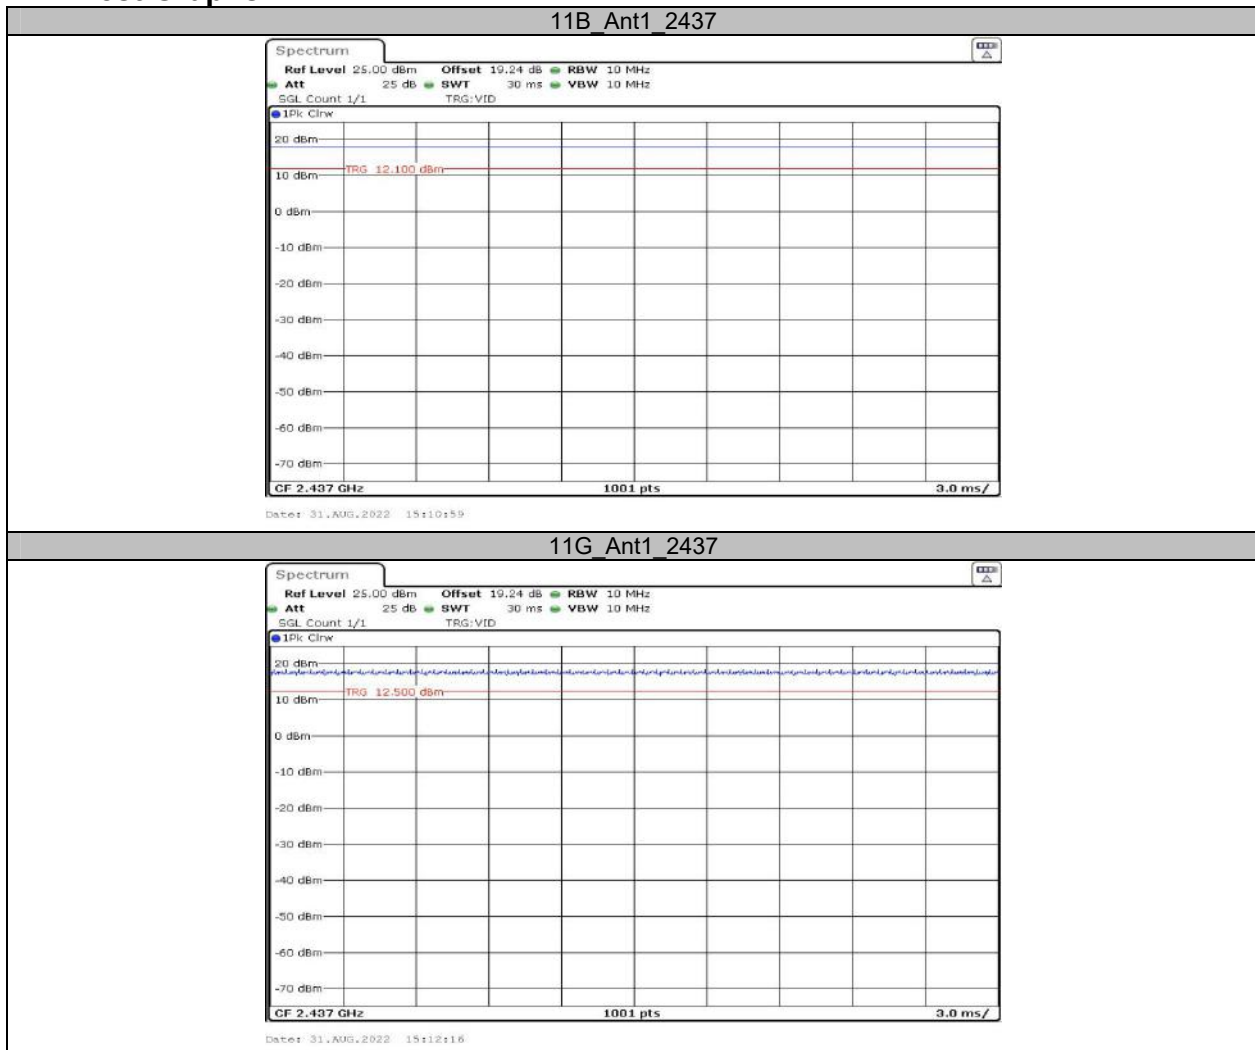 11B_Ant1_2437
Spectrum
Ref Level 25.00 dBm Offset 19.24 dB RBW 10 MHz
Att 25 dB SWT 30 ms VBW 10 MHz
SGL Count 1/1 TRG:VID
1Pk Clrw
20 dBm
TRG 12.100 dBm
10 dBm
0 dBm
-10 dBm
-20 dBm
-30 dBm
-40 dBm
-50 dBm
-60 dBm
-70 dBm
CF 2.437 GHz 1001 pts 3.0 ms/
Date: 31.AUG.2022 15:10:59
11G_Ant1_2437
Spectrum
Ref Level 25.00 dBm Offset 19.24 dB RBW 10 MHz
Att 25 dB SWT 30 ms VBW 10 MHz
SGL Count 1/1 TRG:VID
1Pk Clrw
20 dBm
TRG 12.500 dBm
10 dBm
0 dBm
-10 dBm
-20 dBm
-30 dBm
-40 dBm
-50 dBm
-60 dBm
-70 dBm
CF 2.437 GHz 1001 pts 3.0 ms/
Date: 31.AUG.2022 15:12:16